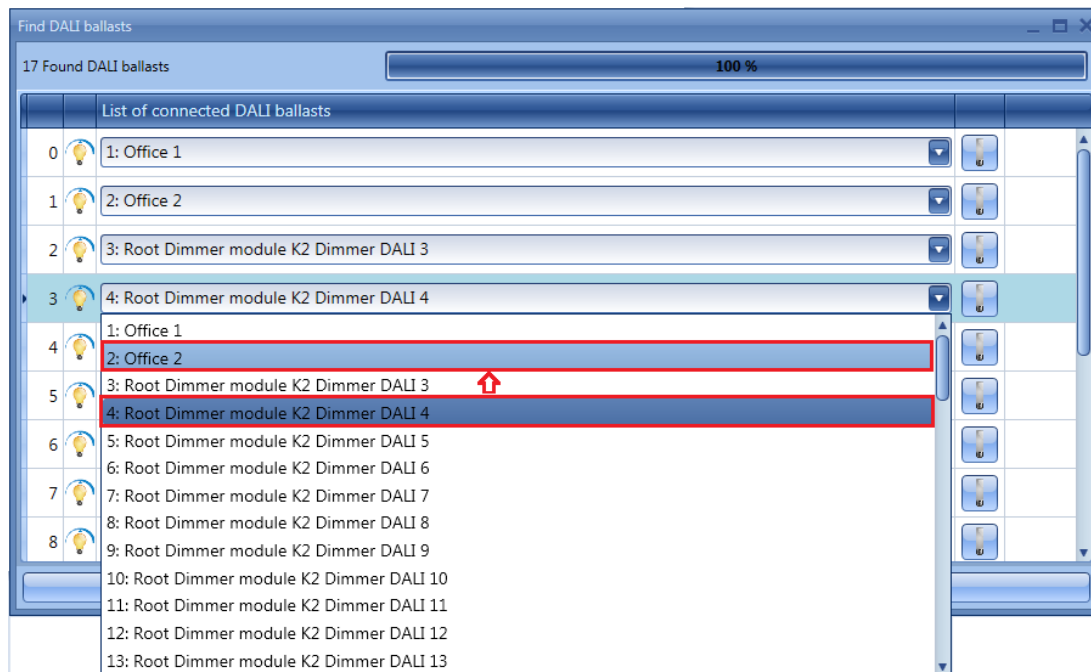 Find DALI ballasts
17 Found DALI ballasts
100 %
List of connected DALI ballasts
0 1: Office 1
1 2: Office 2
2 3: Root Dimmer module K2 Dimmer DALI 3
3 4: Root Dimmer module K2 Dimmer DALI 4
1: Office 1
4 2: Office 2
3: Root Dimmer module K2 Dimmer DALI 3
5 4: Root Dimmer module K2 Dimmer DALI 4
5: Root Dimmer module K2 Dimmer DALI 5
6 6: Root Dimmer module K2 Dimmer DALI 6
7 7: Root Dimmer module K2 Dimmer DALI 7
8: Root Dimmer module K2 Dimmer DALI 8
8 9: Root Dimmer module K2 Dimmer DALI 9
10: Root Dimmer module K2 Dimmer DALI 10
11: Root Dimmer module K2 Dimmer DALI 11
12: Root Dimmer module K2 Dimmer DALI 12
13: Root Dimmer module K2 Dimmer DALI 13